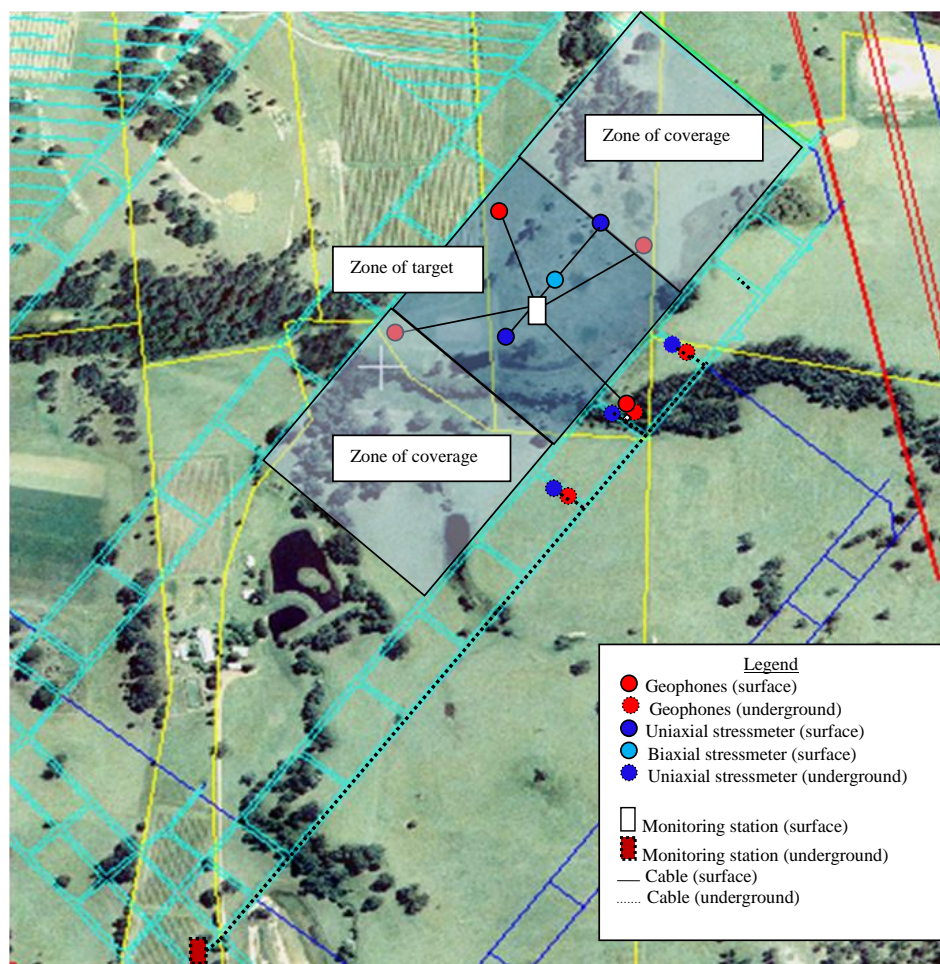 Zone of coverage
Zone of target
Zone of coverage
Legend
Geophones (surface)
Geophones (underground)
Uniaxial stressmeter (surface)
Biaxial stressmeter (surface)
Uniaxial stressmeter (underground)
Monitoring station (surface)
Monitoring station (underground)
Cable (surface)
Cable (underground)